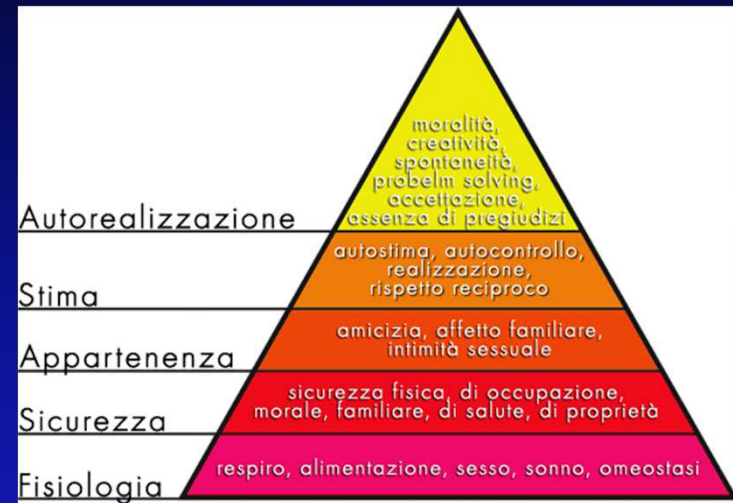 moralità,
creatività,
spontaneità,
probelm solving,
accettazione,
assenza di pregiudizi
Autorealizzazione
autostima, autocontrollo,
realizzazione,
rispetto reciproco
Stima
amicizia, affetto familiare,
intimità sessuale
Appartenenza
sicurezza fisica, di occupazione,
morale, familiare, di salute, di proprietà
Sicurezza
respiro, alimentazione, sesso, sonno, omeostasi
Fisiologia